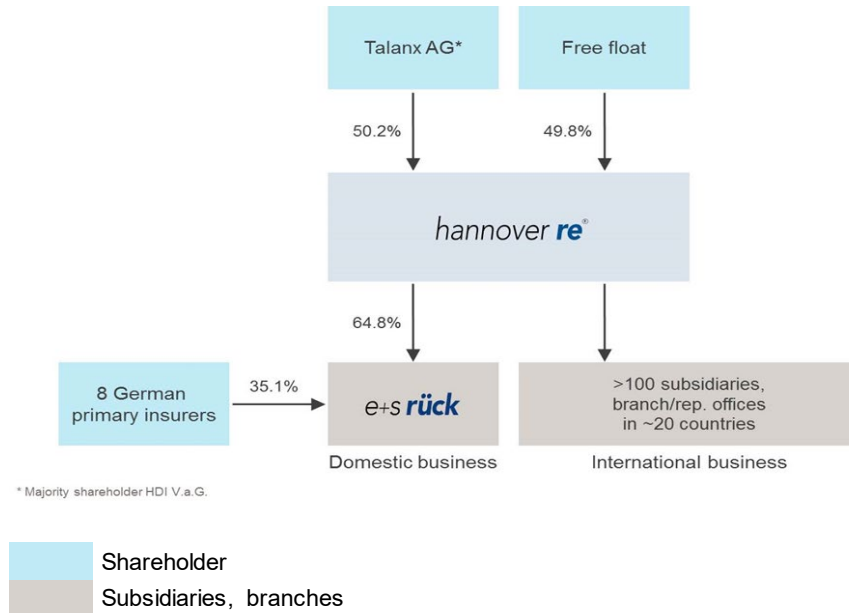 Talanx AG*
Free float
50.2%
49.8%
hannover re®
64.8%
8 German
primary insurers
35.1%
e+s rück
>100 subsidiaries,
branch/rep. offices
in ~20 countries
Domestic business
International business
* Majority shareholder HDI V.a.G.
Shareholder
Subsidiaries, branches